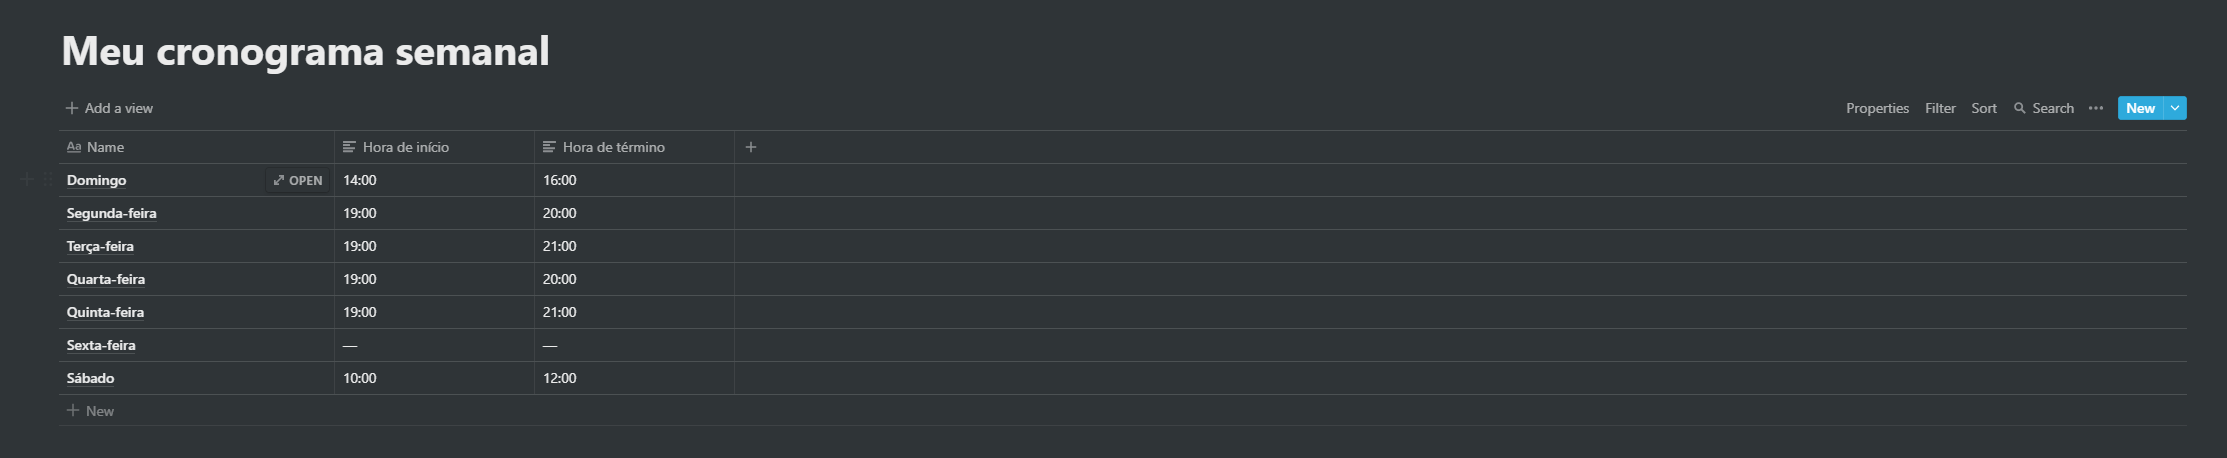 Meu cronograma semanal
Add a view Properties Filter Sort Search New
Aa Name Hora de início Hora de término
Domingo OPEN 14:00 16:00
Segunda-feira 19:00 20:00
Terça-feira 19:00 21:00
Quarta-feira 19:00 20:00
Quinta-feira 19:00 21:00
Sexta-feira — —
Sábado 10:00 12:00
New